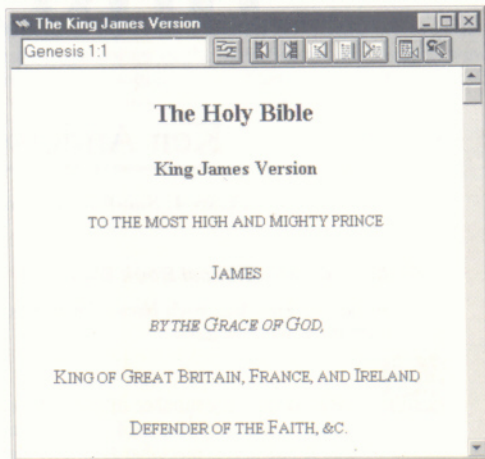 The King James Version
Genesis 1:1
The Holy Bible
King James Version
TO THE MOST HIGH AND MIGHTY PRINCE
JAMES
BY THE GRACE OF GOD,
KING OF GREAT BRITAIN, FRANCE, AND IRELAND
DEFENDER OF THE FAITH, &C.